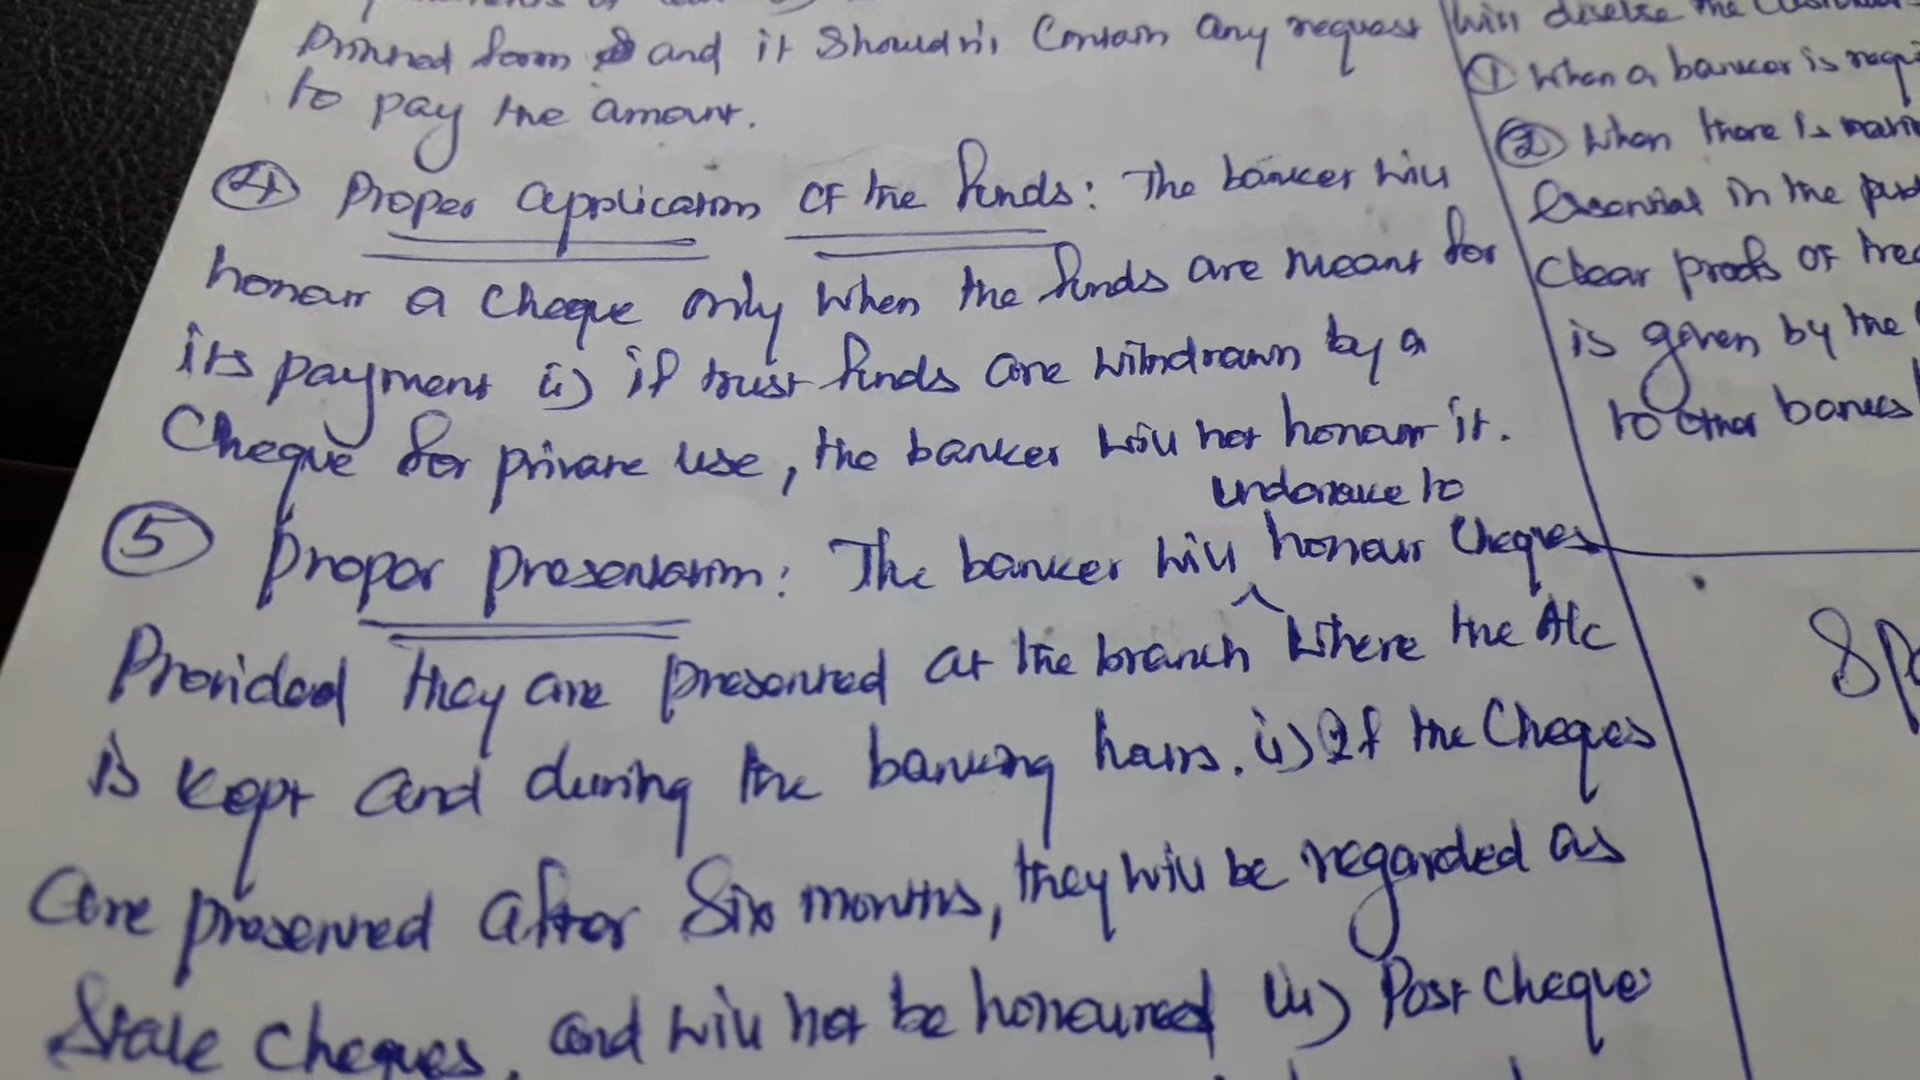 Printed form and it shouldn't contain any request
to pay the amount.
④ Proper application of the funds: The banker will
honour a cheque only when the funds are meant for
its payment ii) if trust funds are withdrawn by a
cheque for private use, the banker will not honour it.
undertake to
⑤ Proper presentation: The banker will ^ honour cheques
provided they are presented at the branch where the A/c
is kept and during the banking hours. ii) If the cheques
are presented after six months, they will be regarded as
stale cheques, and will not be honoured iii) Post cheque
will disclose the
① When a banker is
② When there is
essential in the
clear proofs of
is given by the
to other banks